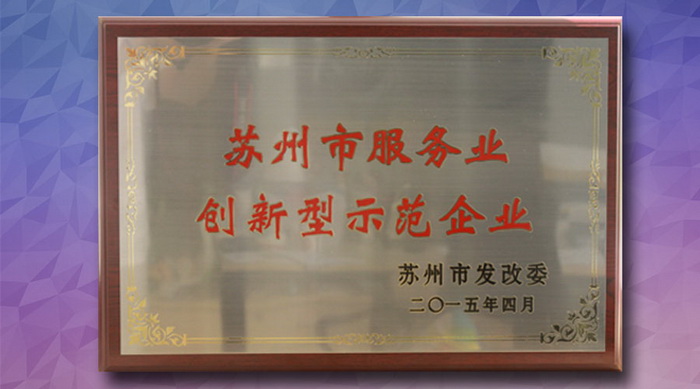 苏州市服务业
创新型示范企业
苏州市发改委
二〇一五年四月